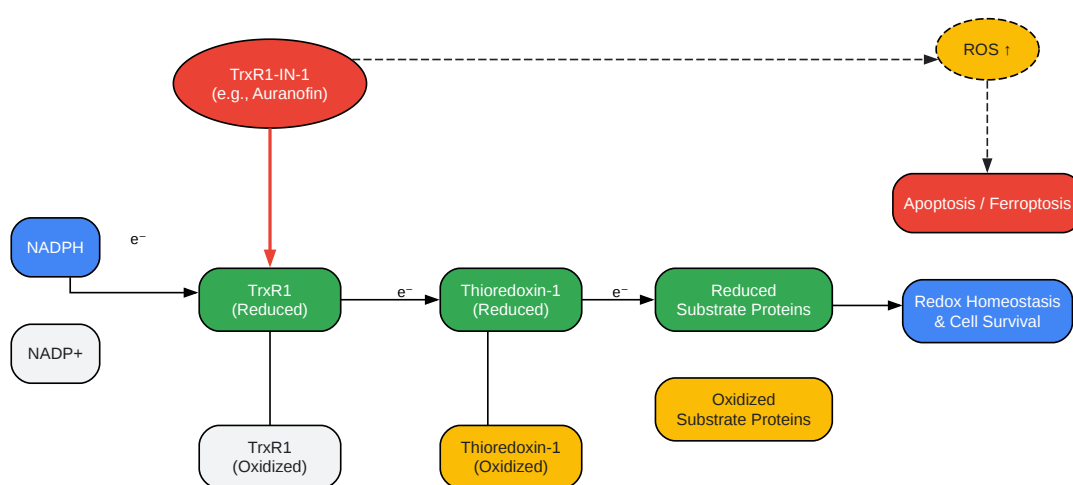 TrxR1-IN-1
(e.g., Auranofin)
ROS ↑
Apoptosis / Ferroptosis
NADPH
e⁻
TrxR1
(Reduced)
e⁻
Thioredoxin-1
(Reduced)
e⁻
Reduced
Substrate Proteins
Redox Homeostasis
& Cell Survival
NADP+
Oxidized
Substrate Proteins
TrxR1
(Oxidized)
Thioredoxin-1
(Oxidized)